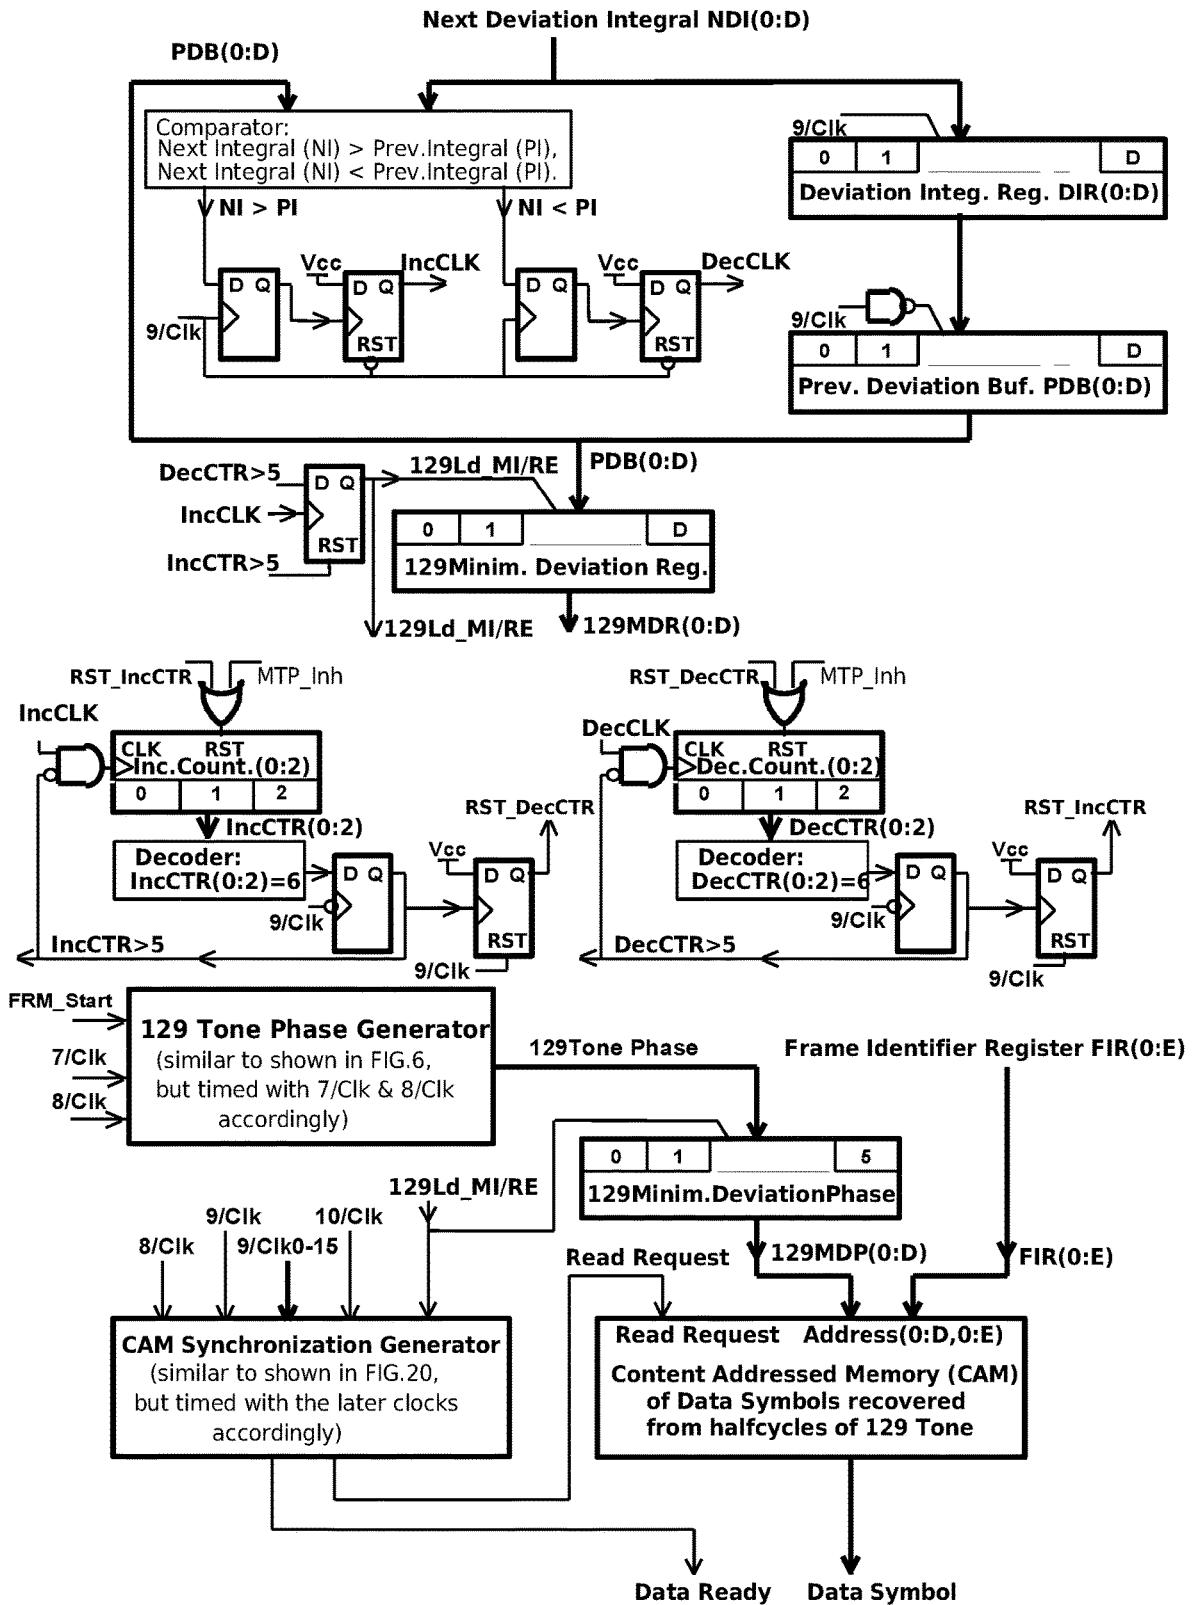 Next Deviation Integral NDI(0:D)
PDB(0:D)
Comparator:
Next Integral (NI) > Prev.Integral (PI),
Next Integral (NI) < Prev.Integral (PI).
9/Clk
0 1 D
Deviation Integ. Reg. DIR(0:D)
NI > PI
NI < PI
Vcc
IncCLK
Vcc
DecCLK
D Q
D Q
D Q
D Q
9/Clk
RST
RST
9/Clk
0 1 D
Prev. Deviation Buf. PDB(0:D)
DecCTR>5
129Ld_MI/RE
PDB(0:D)
D Q
IncCLK
RST
IncCTR>5
0 1 D
129Minim. Deviation Reg.
129Ld_MI/RE
129MDR(0:D)
RST_IncCTR
MTP_Inh
RST_DecCTR
MTP_Inh
IncCLK
CLK RST
Inc.Count.(0:2)
0 1 2
DecCLK
CLK RST
Dec.Count.(0:2)
0 1 2
IncCTR(0:2)
RST_DecCTR
DecCTR(0:2)
RST_IncCTR
Decoder:
IncCTR(0:2)=6
Vcc
D Q
D Q
9/Clk
RST
IncCTR>5
9/Clk
Decoder:
DecCTR(0:2)=6
Vcc
D Q
D Q
9/Clk
RST
DecCTR>5
9/Clk
FRM_Start
7/Clk
8/Clk
129 Tone Phase Generator
(similar to shown in FIG.6,
but timed with 7/Clk & 8/Clk
accordingly)
129Tone Phase
Frame Identifier Register FIR(0:E)
0 1 5
129Minim.DeviationPhase
129Ld_MI/RE
9/Clk
10/Clk
8/Clk
9/Clk0-15
Read Request
129MDP(0:D)
FIR(0:E)
CAM Synchronization Generator
(similar to shown in FIG.20,
but timed with the later clocks
accordingly)
Read Request Address(0:D,0:E)
Content Addressed Memory (CAM)
of Data Symbols recovered
from halfcycles of 129 Tone
Data Ready
Data Symbol